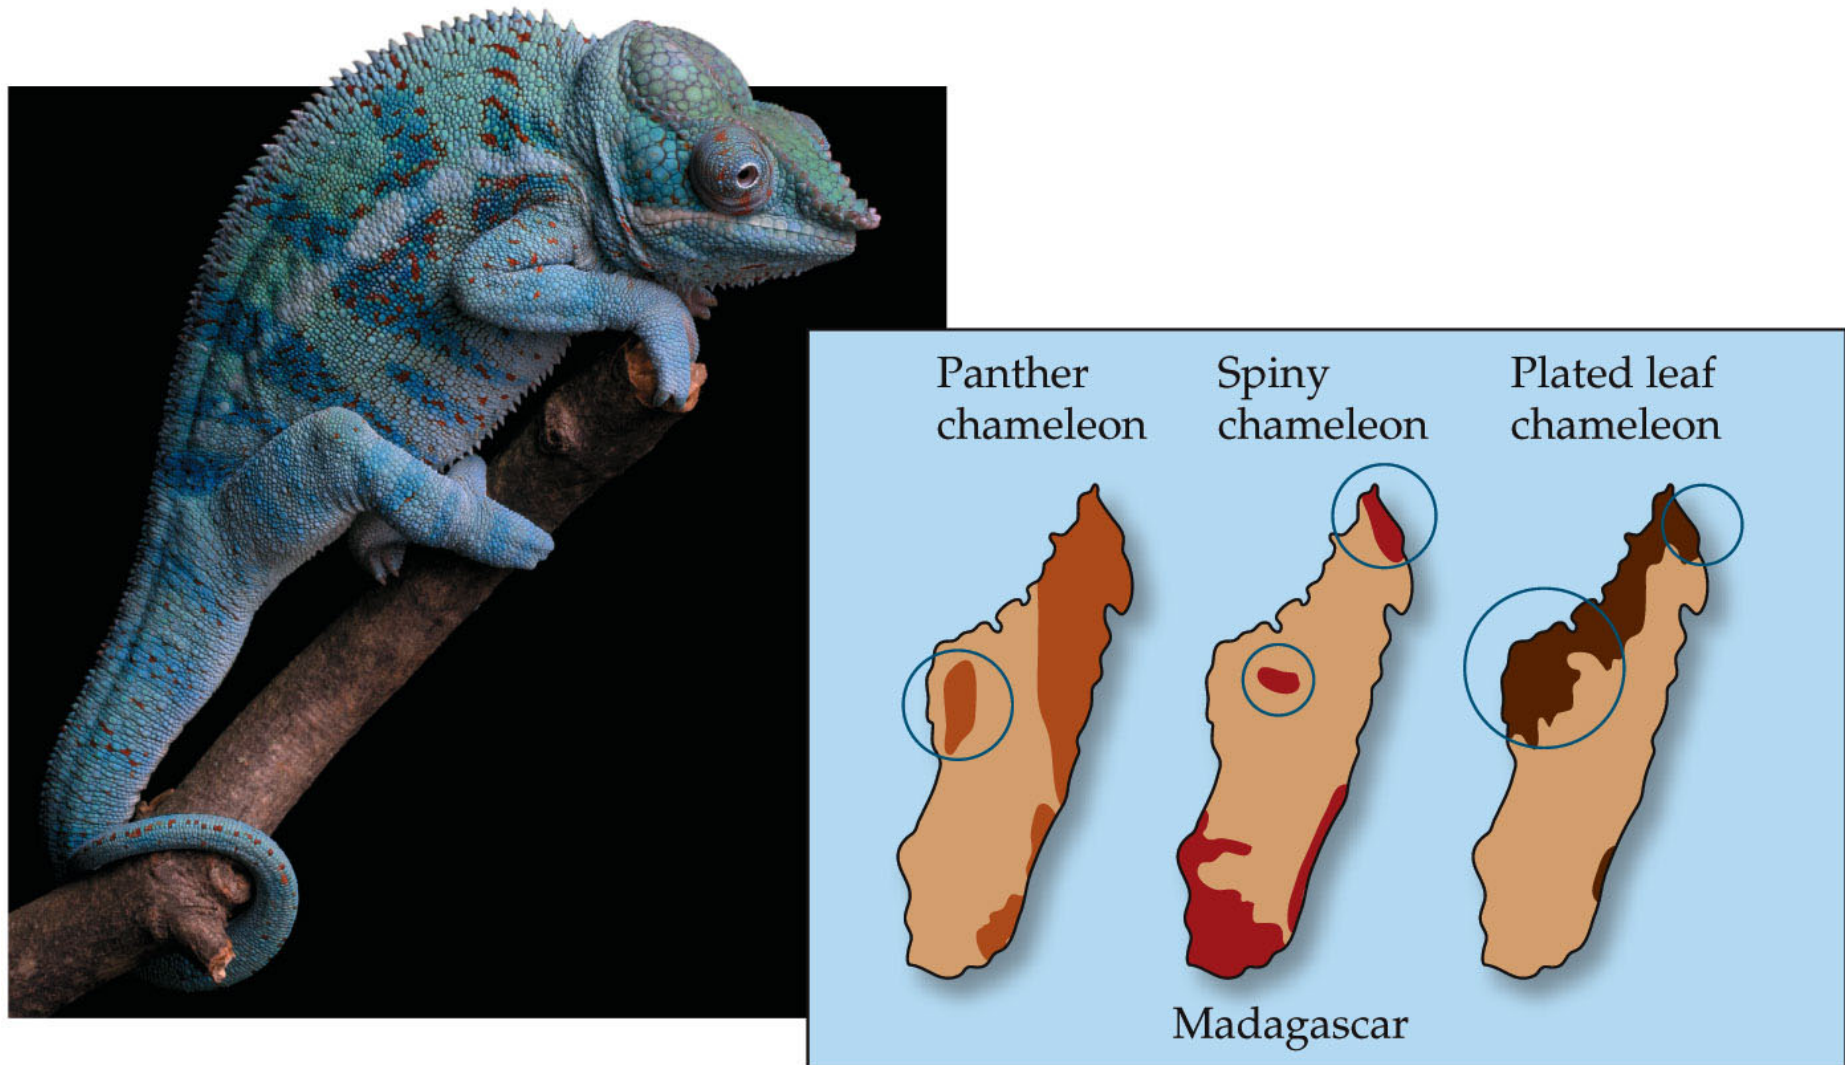 Panther
chameleon
Spiny
chameleon
Plated leaf
chameleon
Madagascar